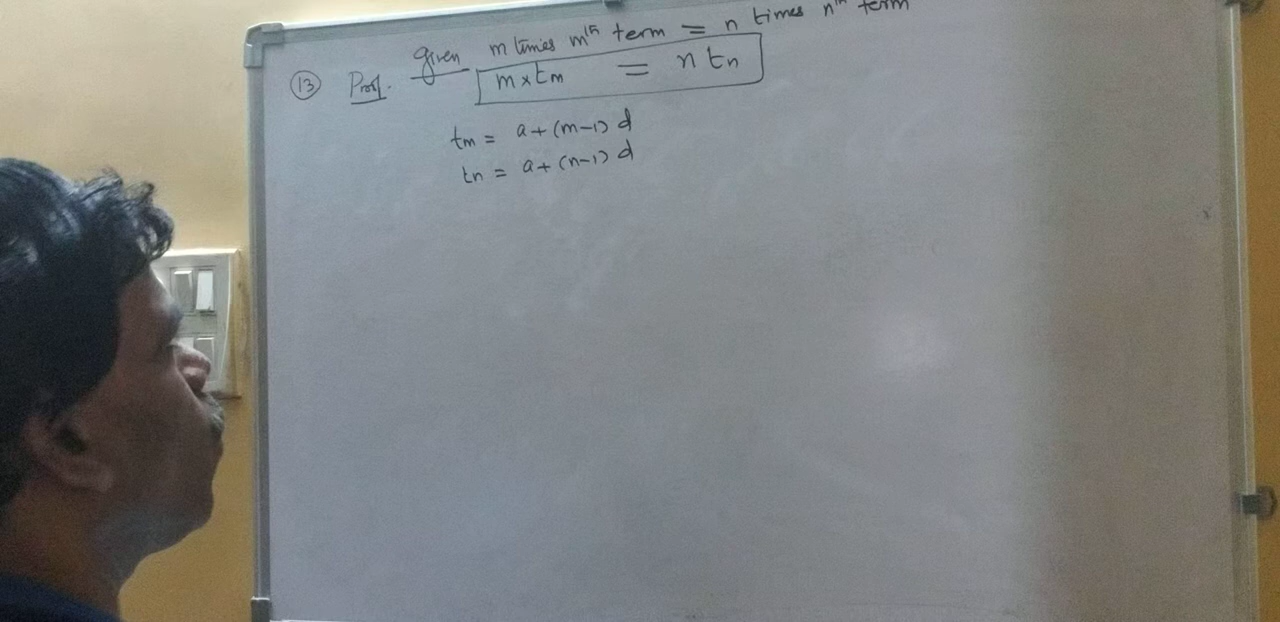 given m times mth term = n times nth term
13 Proof. m x tm = n tn
tm = a + (m-1) d
tn = a + (n-1) d